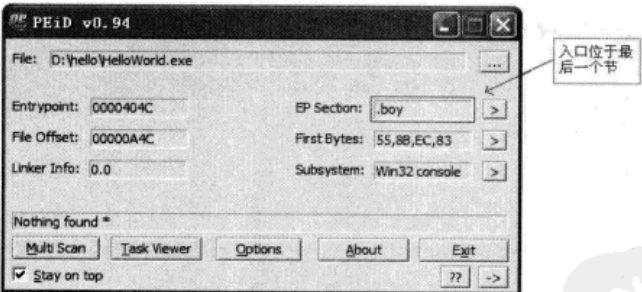 PEiD v0.94
File: D:\hello\HelloWorld.exe
...
入口位于最
后一个节
Entrypoint: 0000404C
EP Section: .boy
>
File Offset: 00000A4C
First Bytes: 55,8B,EC,83
>
Linker Info: 0.0
Subsystem: Win32 console
>
Nothing found *
Multi Scan
Task Viewer
Options
About
Exit
Stay on top
??
->